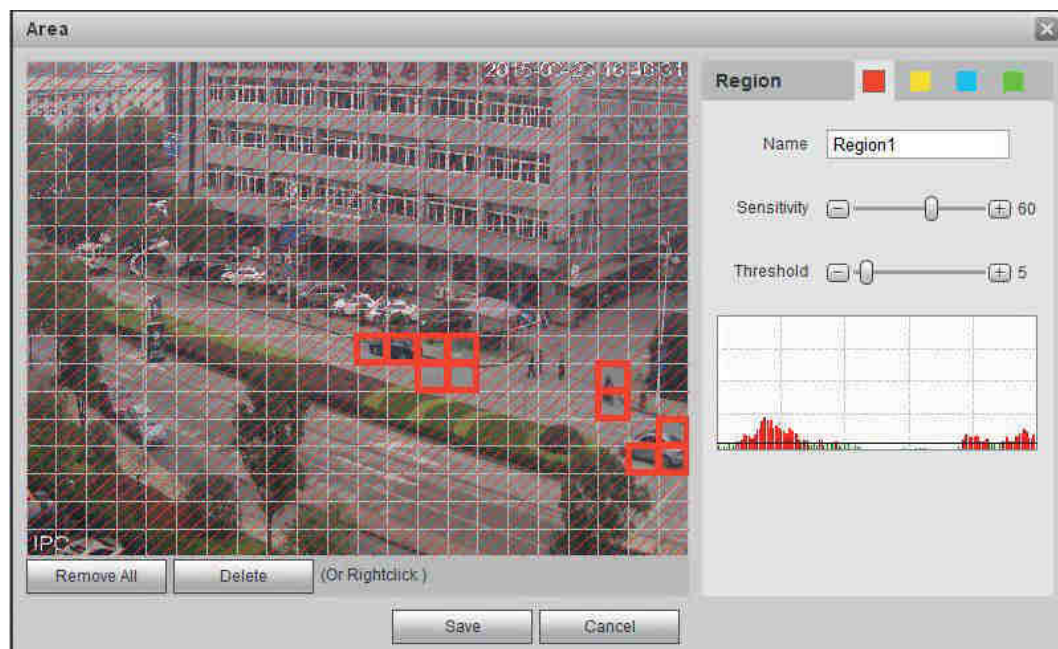 Area
Region
Name Region1
Sensitivity 60
Threshold 5
IPC
Remove All Delete (Or Rightclick )
Save Cancel